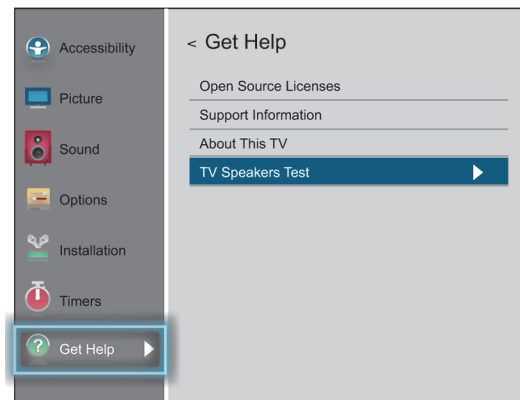 Accessibility
Picture
Sound
Options
Installation
Timers
? Get Help
< Get Help
Open Source Licenses
Support Information
About This TV
TV Speakers Test